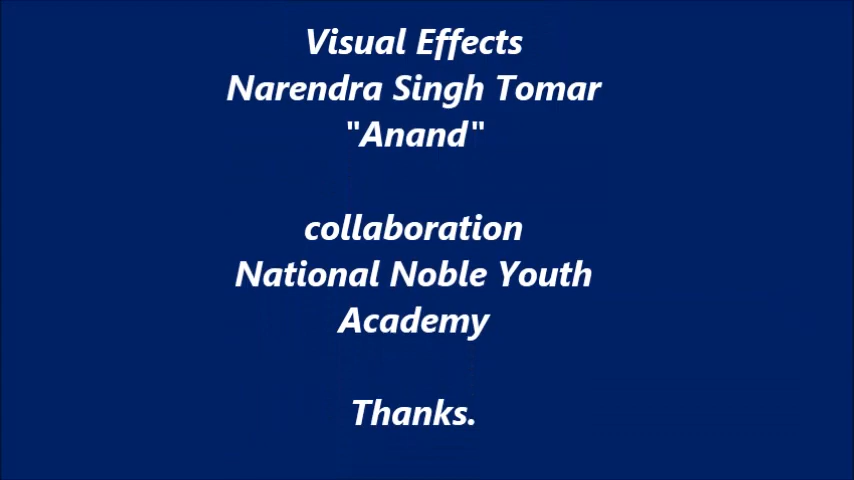 Visual Effects
Narendra Singh Tomar
"Anand"
collaboration
National Noble Youth
Academy
Thanks.